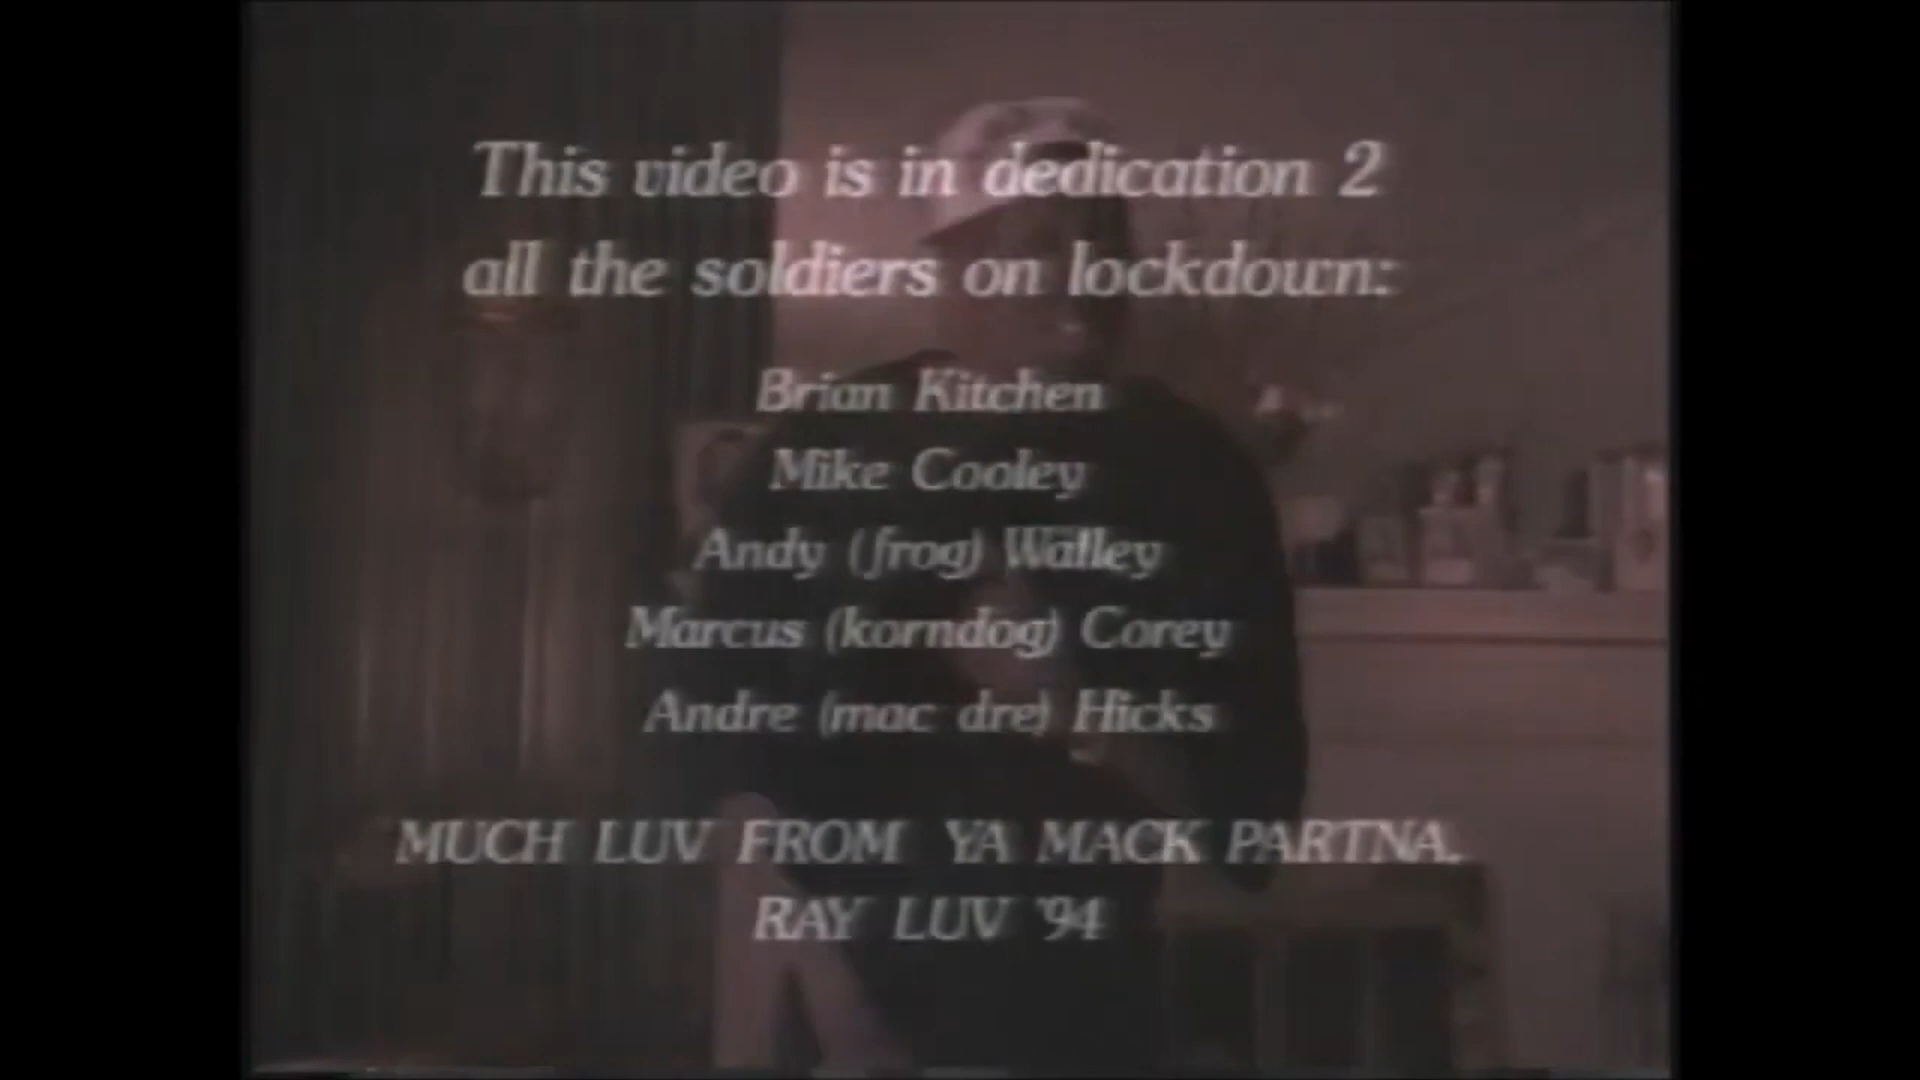 This video is in dedication 2
all the soldiers on lockdown:
Brian Kitchen
Mike Cooley
Andy (frog) Walley
Marcus (korndog) Corey
Andre (mac dre) Hicks
MUCH LUV FROM YA MACK PARTNA.
RAY LUV '94